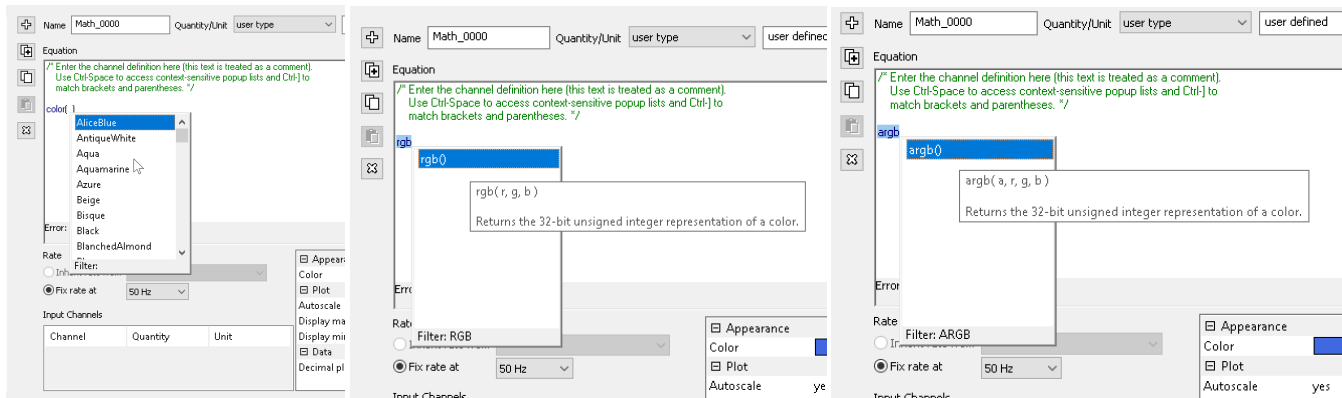 Name Math_0000 Quantity/Unit user type
Equation
/* Enter the channel definition here (this text is treated as a comment).
Use Ctrl-Space to access context-sensitive popup lists and Ctrl-] to
match brackets and parentheses. */
color( )
AliceBlue
AntiqueWhite
Aqua
Aquamarine
Azure
Beige
Bisque
Black
BlanchedAlmond
Error:
Filter:
Rate
Fix rate at 50 Hz
Input Channels
Channel Quantity Unit
Color
Plot
Autoscale
Data
Name Math_0000 Quantity/Unit user type user defined
Equation
/* Enter the channel definition here (this text is treated as a comment).
Use Ctrl-Space to access context-sensitive popup lists and Ctrl-] to
match brackets and parentheses. */
rgb
rgb()
rgb( r, g, b )
Returns the 32-bit unsigned integer representation of a color.
Filter: RGB
Fix rate at 50 Hz
Input Channels
Appearance
Color
Plot
Autoscale
Name Math_0000 Quantity/Unit user type user defined
Equation
/* Enter the channel definition here (this text is treated as a comment).
Use Ctrl-Space to access context-sensitive popup lists and Ctrl-] to
match brackets and parentheses. */
argb
argb()
argb( a, r, g, b )
Returns the 32-bit unsigned integer representation of a color.
Error
Filter: ARGB
Rate
Fix rate at 50 Hz
Input Channels
Appearance
Color
Plot
Autoscale yes